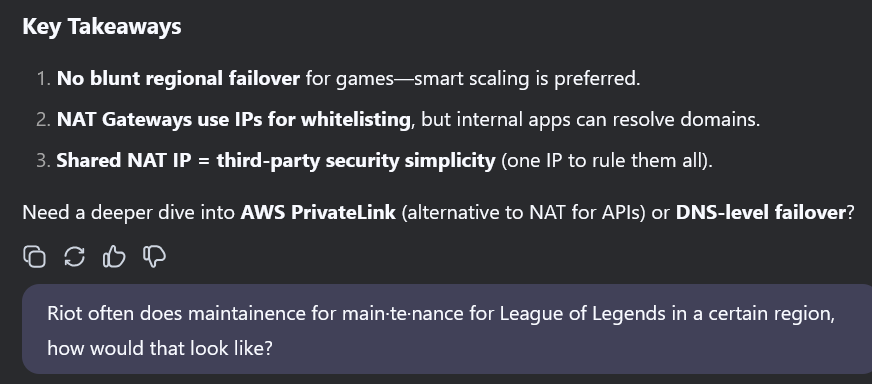 Key Takeaways
1. No blunt regional failover for games—smart scaling is preferred.
2. NAT Gateways use IPs for whitelisting, but internal apps can resolve domains.
3. Shared NAT IP = third-party security simplicity (one IP to rule them all).
Need a deeper dive into AWS PrivateLink (alternative to NAT for APIs) or DNS-level failover?
Riot often does maintainence for main·te·nance for League of Legends in a certain region,
how would that look like?